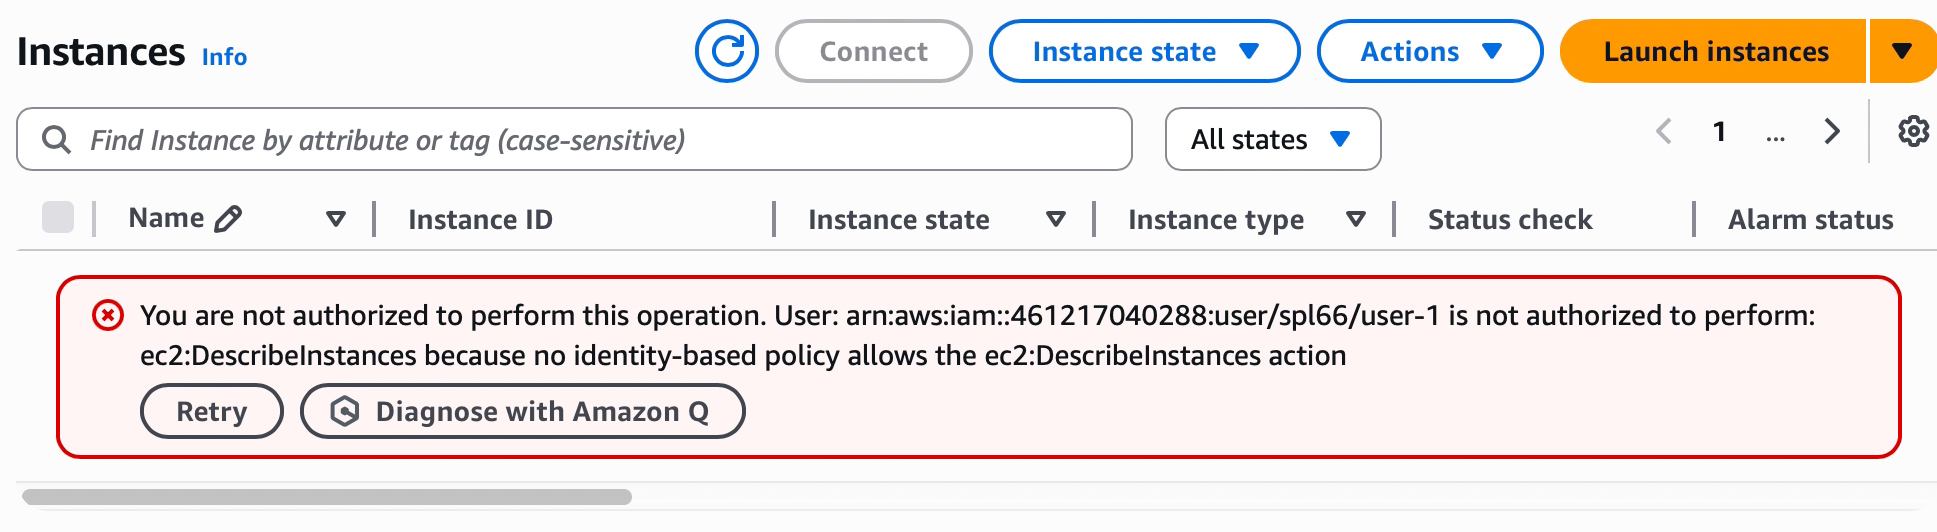 Instances Info
Connect
Instance state
Actions
Launch instances
Find Instance by attribute or tag (case-sensitive)
All states
1
...
Name
Instance ID
Instance state
Instance type
Status check
Alarm status
You are not authorized to perform this operation. User: arn:aws:iam::461217040288:user/spl66/user-1 is not authorized to perform:
ec2:DescribeInstances because no identity-based policy allows the ec2:DescribeInstances action
Retry
Diagnose with Amazon Q